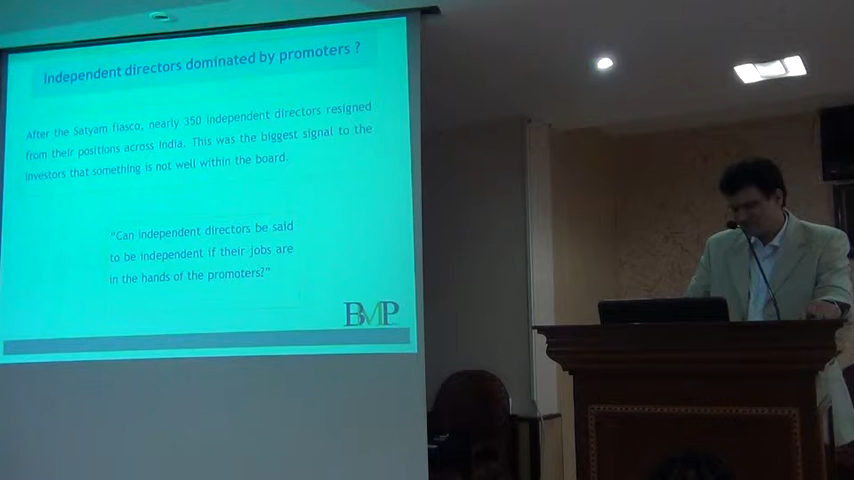 Independent directors dominated by promoters ?
After the Satyam fiasco, nearly 350 independent directors resigned
from their positions across India. This was the biggest signal to the
investors that something is not well within the board.
"Can independent directors be said
to be independent if their jobs are
in the hands of the promoters?"
BMP